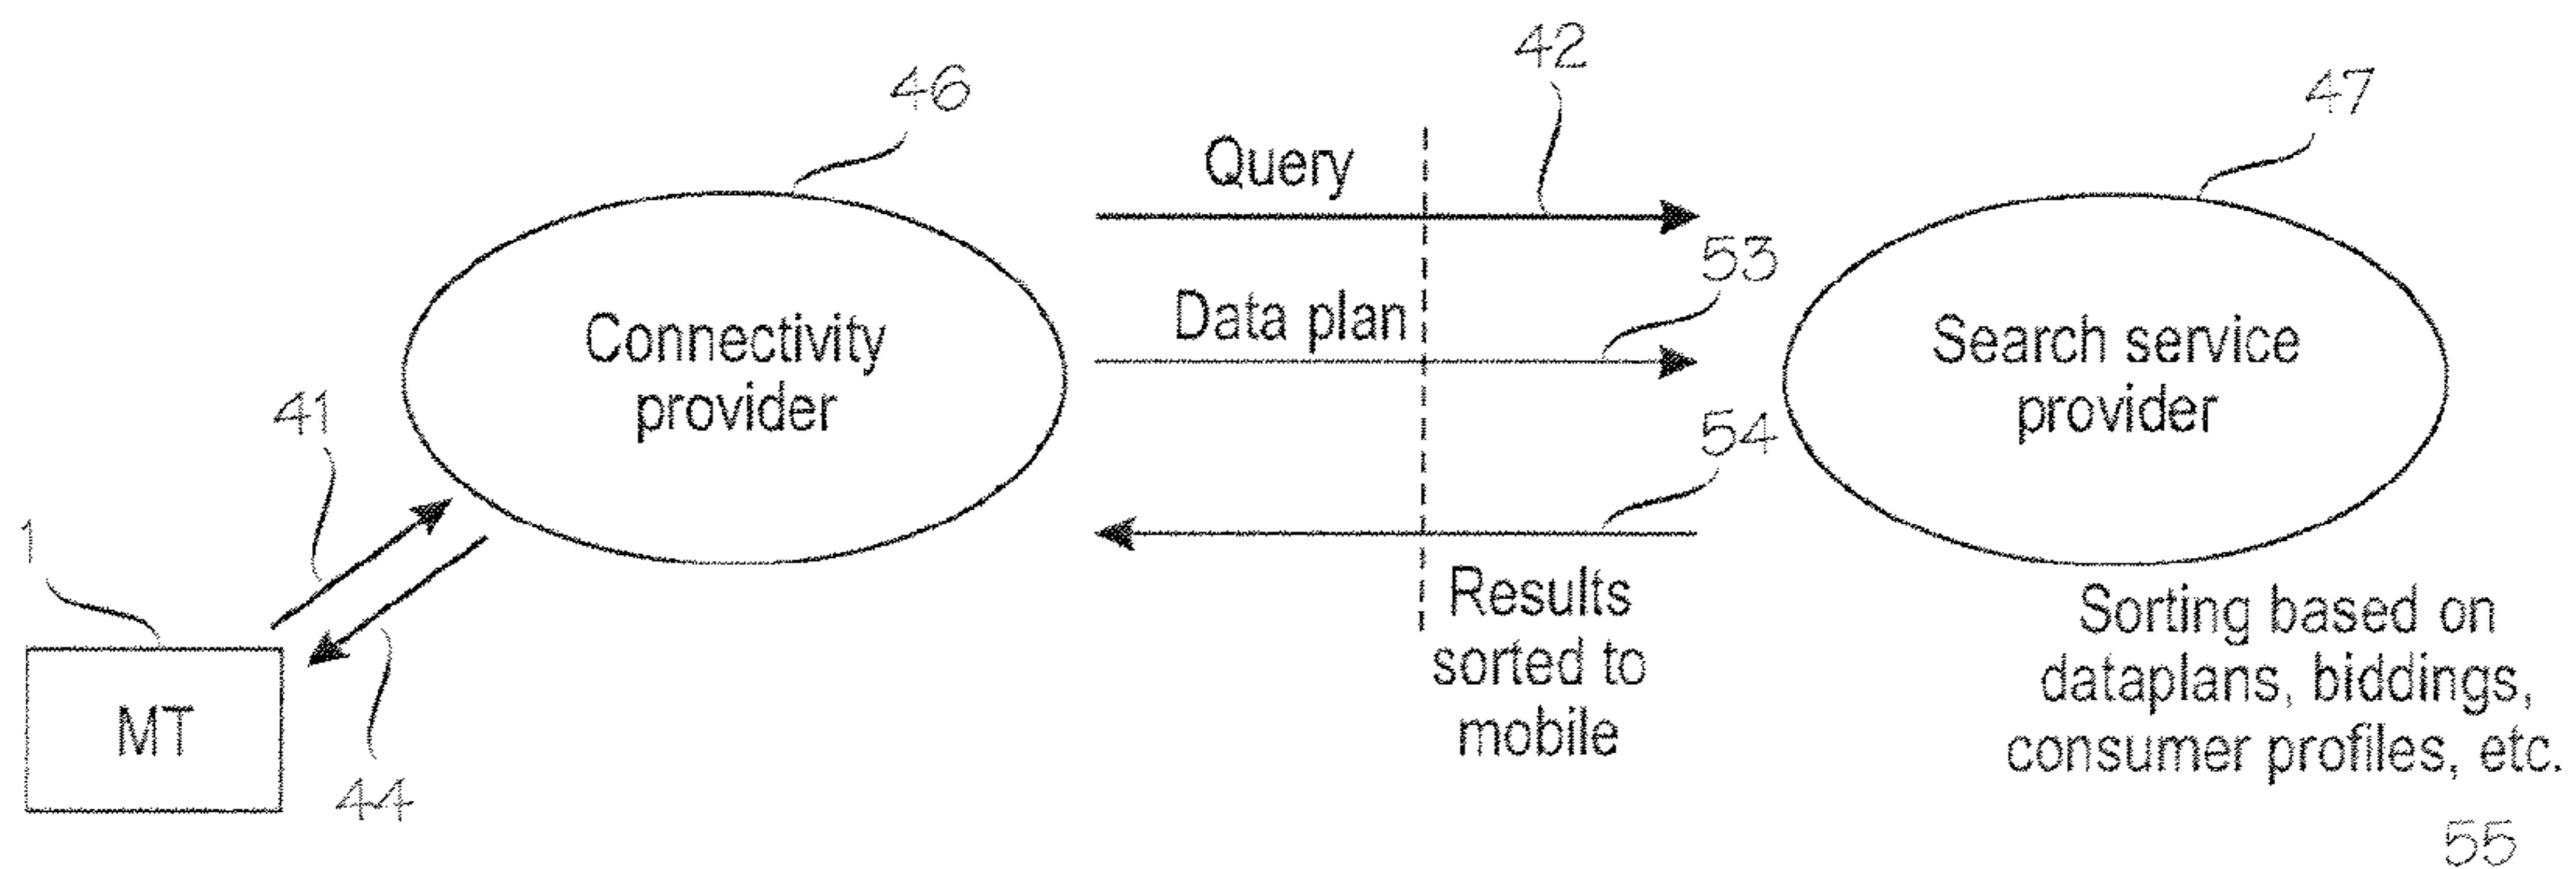 42
46
47
Query
53
Data plan
Connectivity
provider
Search service
provider
41
54
1
Results
sorted to
mobile
Sorting based on
dataplans, biddings,
consumer profiles, etc.
MT
44
55